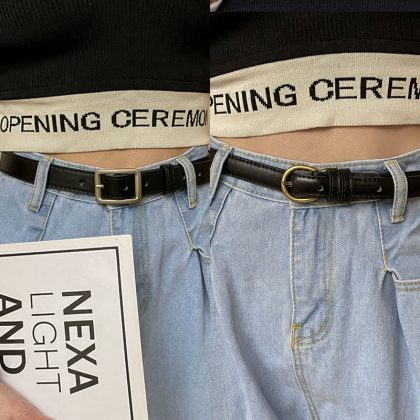 OPENING CEREMO
PENING CEREM
NEXA
LIGHT
AND